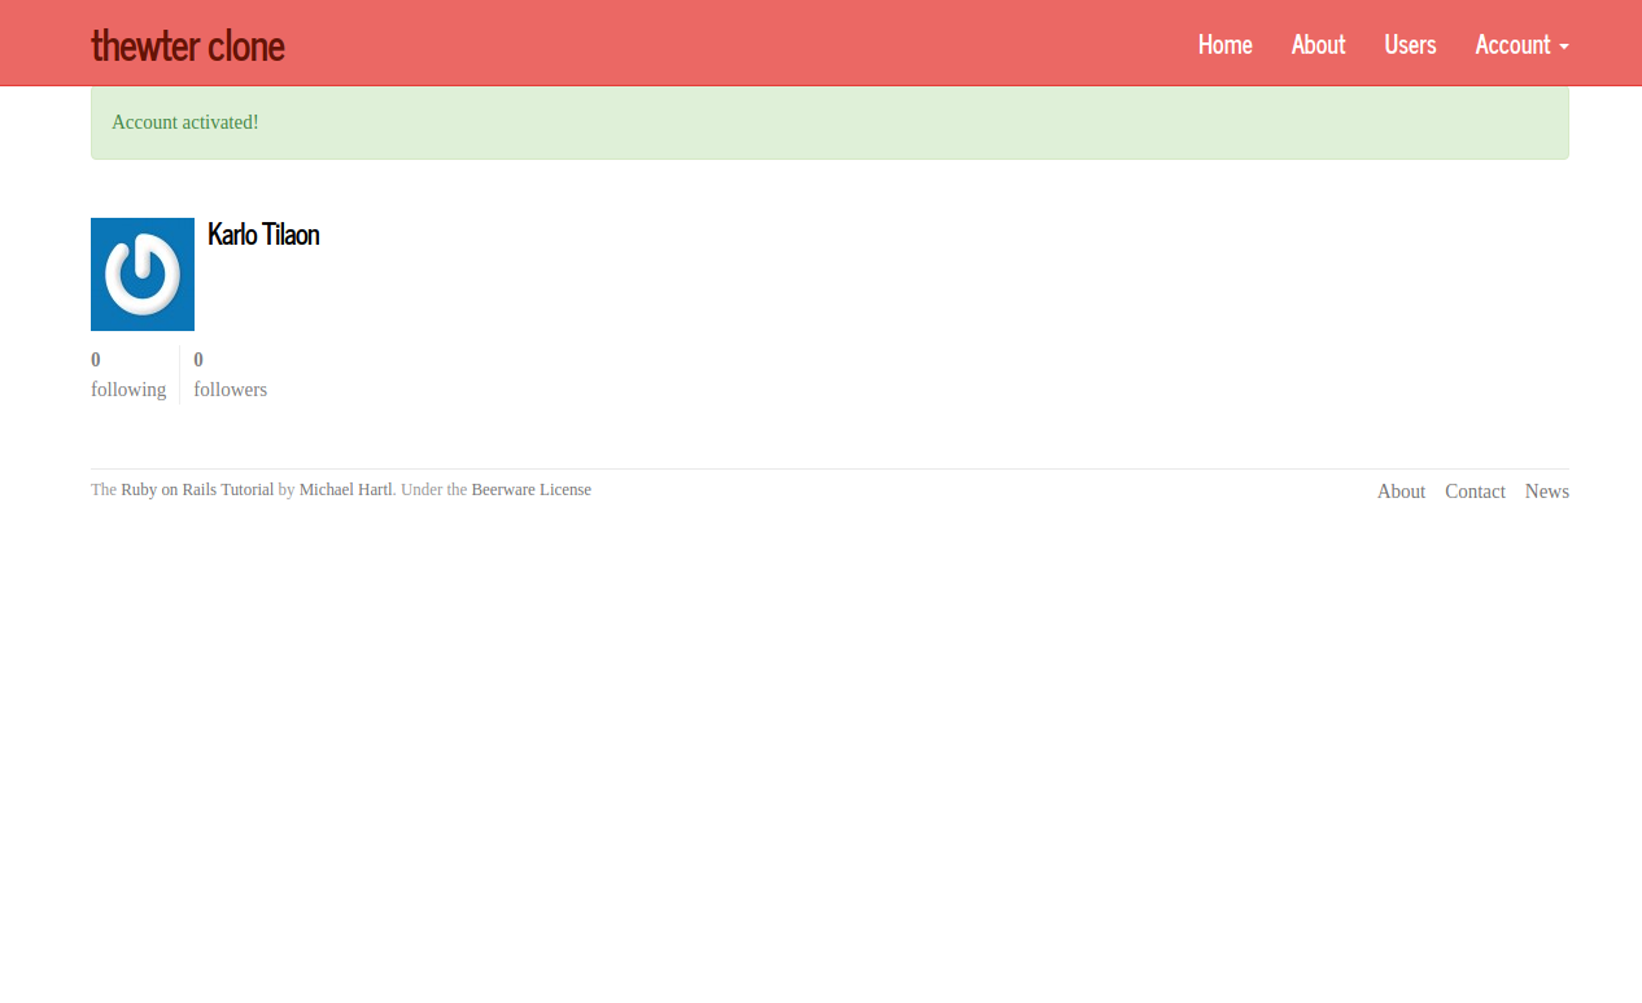 thewter clone
Home About Users Account
Account activated!
Karlo Tilaon
0 0
following followers
The Ruby on Rails Tutorial by Michael Hartl. Under the Beerware License
About Contact News